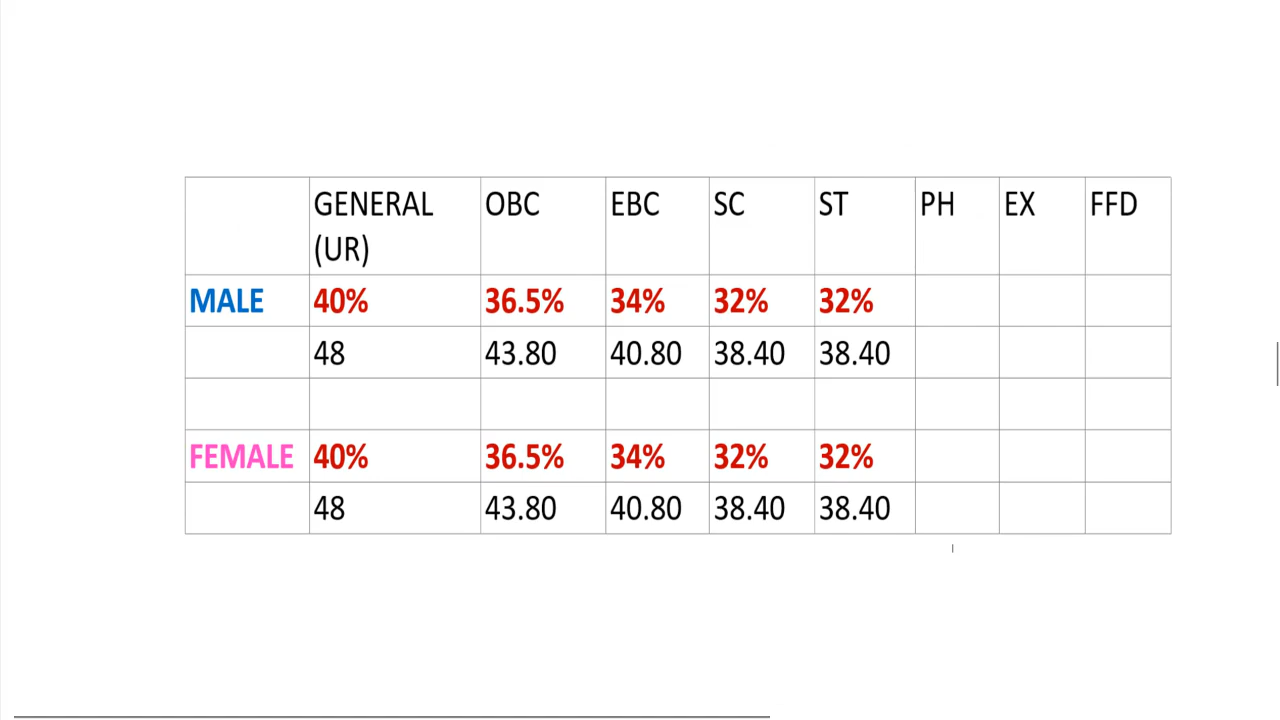 GENERAL (UR) OBC EBC SC ST PH EX FFD
MALE 40% 36.5% 34% 32% 32%
48 43.80 40.80 38.40 38.40
FEMALE 40% 36.5% 34% 32% 32%
48 43.80 40.80 38.40 38.40